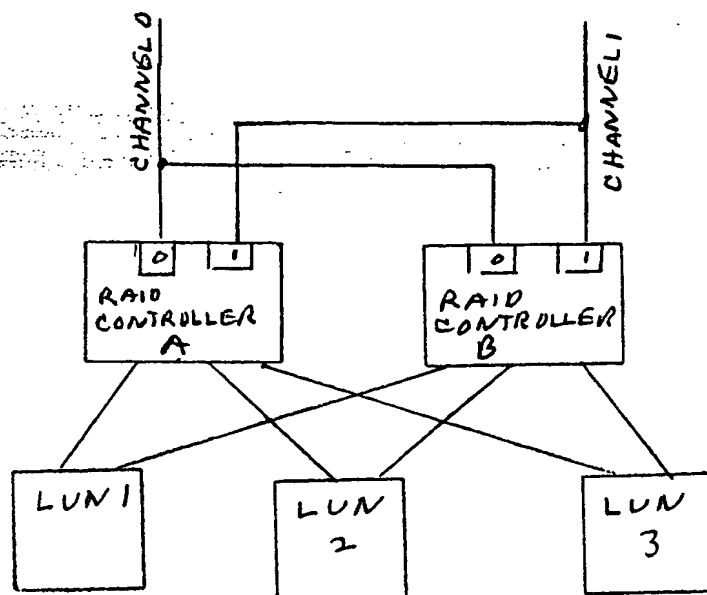 CHANNEL 0
CHANNEL 1
0
1
RAID
CONTROLLER
A
0
1
RAID
CONTROLLER
B
LUN 1
LUN
2
LUN
3